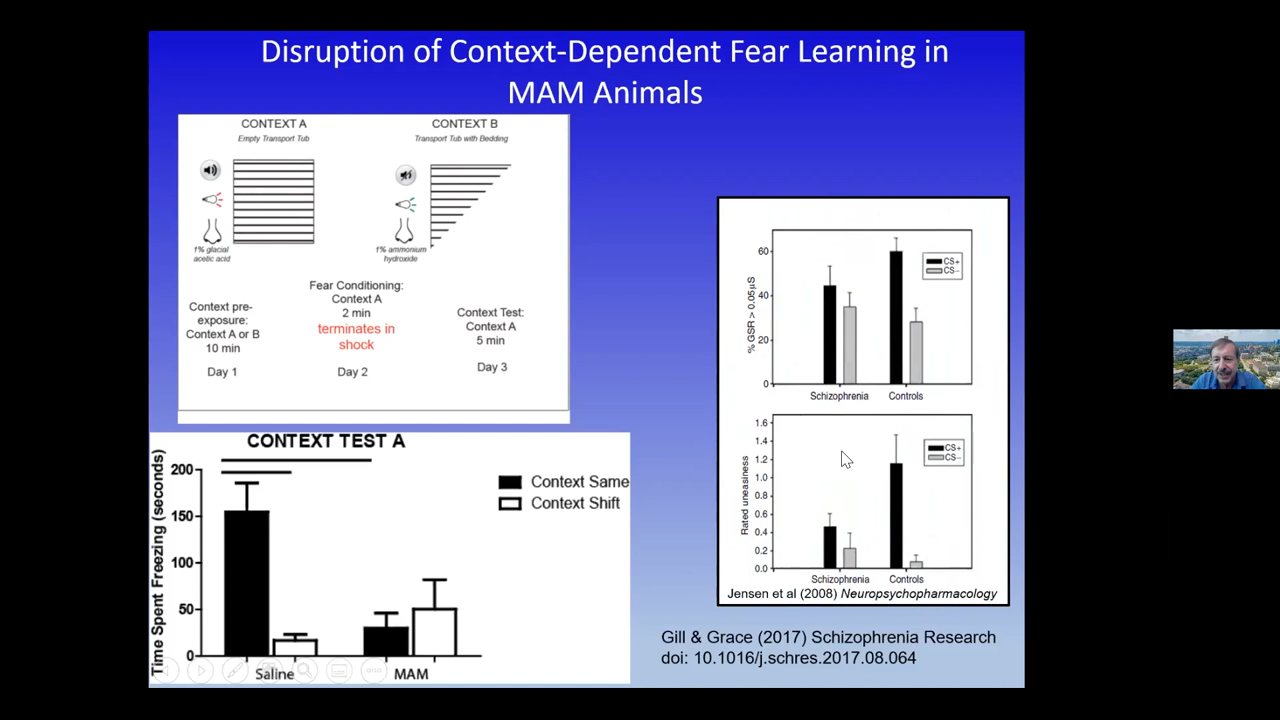 Disruption of Context-Dependent Fear Learning in
MAM Animals
CONTEXT A
Empty Transport Tub
1% glacial
acetic acid
CONTEXT B
Transport Tub with Bedding
1% ammonium
hydroxide
Context pre-
exposure:
Context A or B
10 min
Day 1
Fear Conditioning:
Context A
2 min
terminates in
shock
Day 2
Context Test:
Context A
5 min
Day 3
CONTEXT TEST A
Time Spent Freezing (seconds)
200
150
100
50
0
Saline
MAM
Context Same
Context Shift
% GSR > 0.05μS
60
40
20
0
CS+
CS−
Schizophrenia
Controls
Rated uneasiness
1.6
1.4
1.2
1.0
0.8
0.6
0.4
0.2
0.0
CS+
CS−
Schizophrenia
Controls
Jensen et al (2008) Neuropsychopharmacology
Gill & Grace (2017) Schizophrenia Research
doi: 10.1016/j.schres.2017.08.064